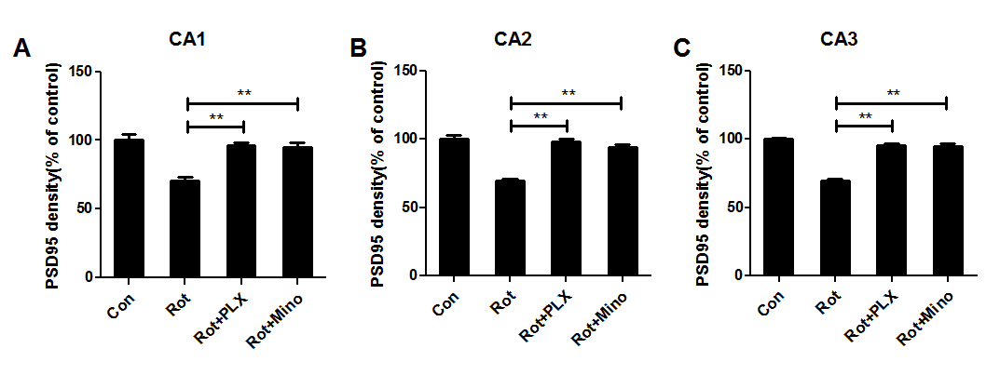 A
CA1
PSD95 density(% of control)
150
100
50
0
**
**
Con
Rot
Rot+PLX
Rot+Mino
B
CA2
PSD95 density(% of control)
150
100
50
0
**
**
Con
Rot
Rot+PLX
Rot+Mino
C
CA3
PSD95 density(% of control)
150
100
50
0
**
**
Con
Rot
Rot+PLX
Rot+Mino